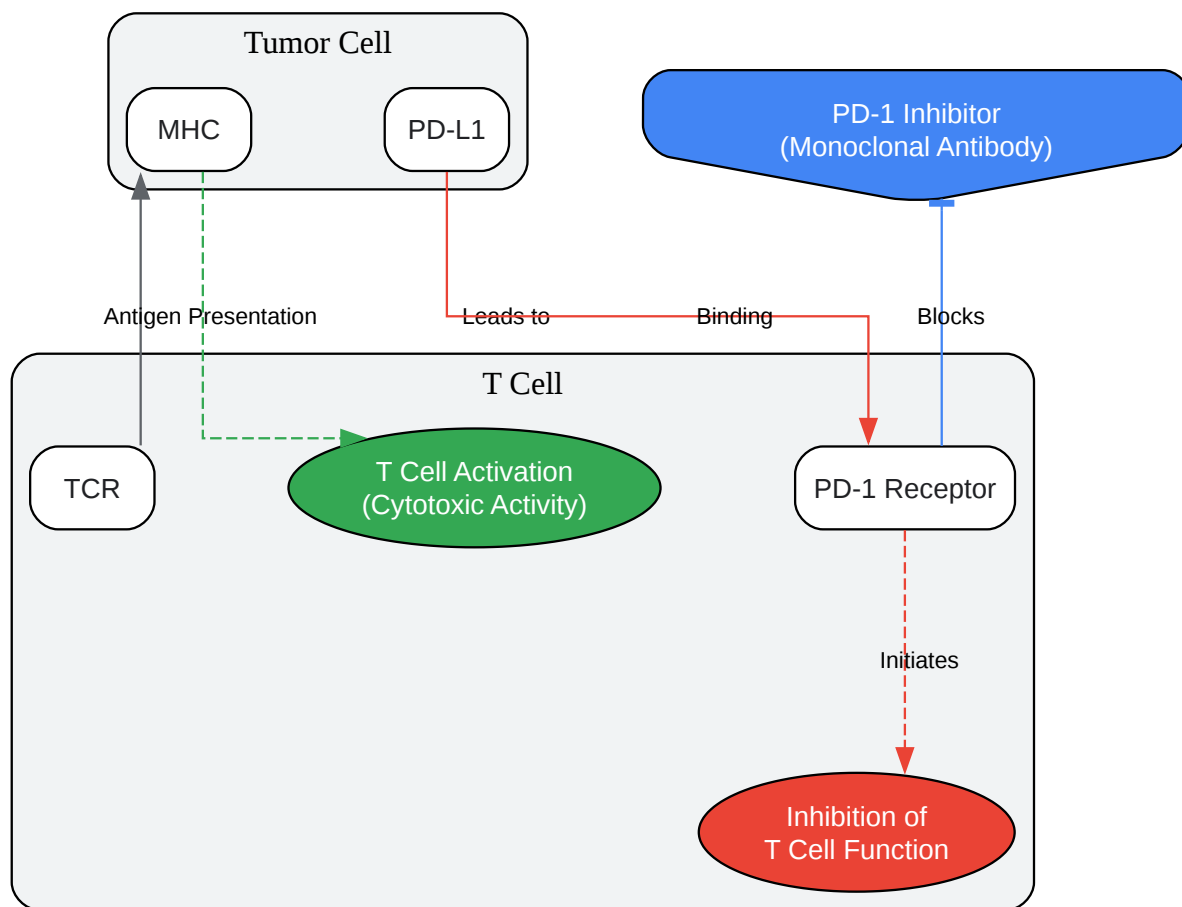 Tumor Cell
MHC
PD-L1
PD-1 Inhibitor
(Monoclonal Antibody)
Antigen Presentation
Leads to
Binding
Blocks
T Cell
TCR
T Cell Activation
(Cytotoxic Activity)
PD-1 Receptor
Initiates
Inhibition of
T Cell Function